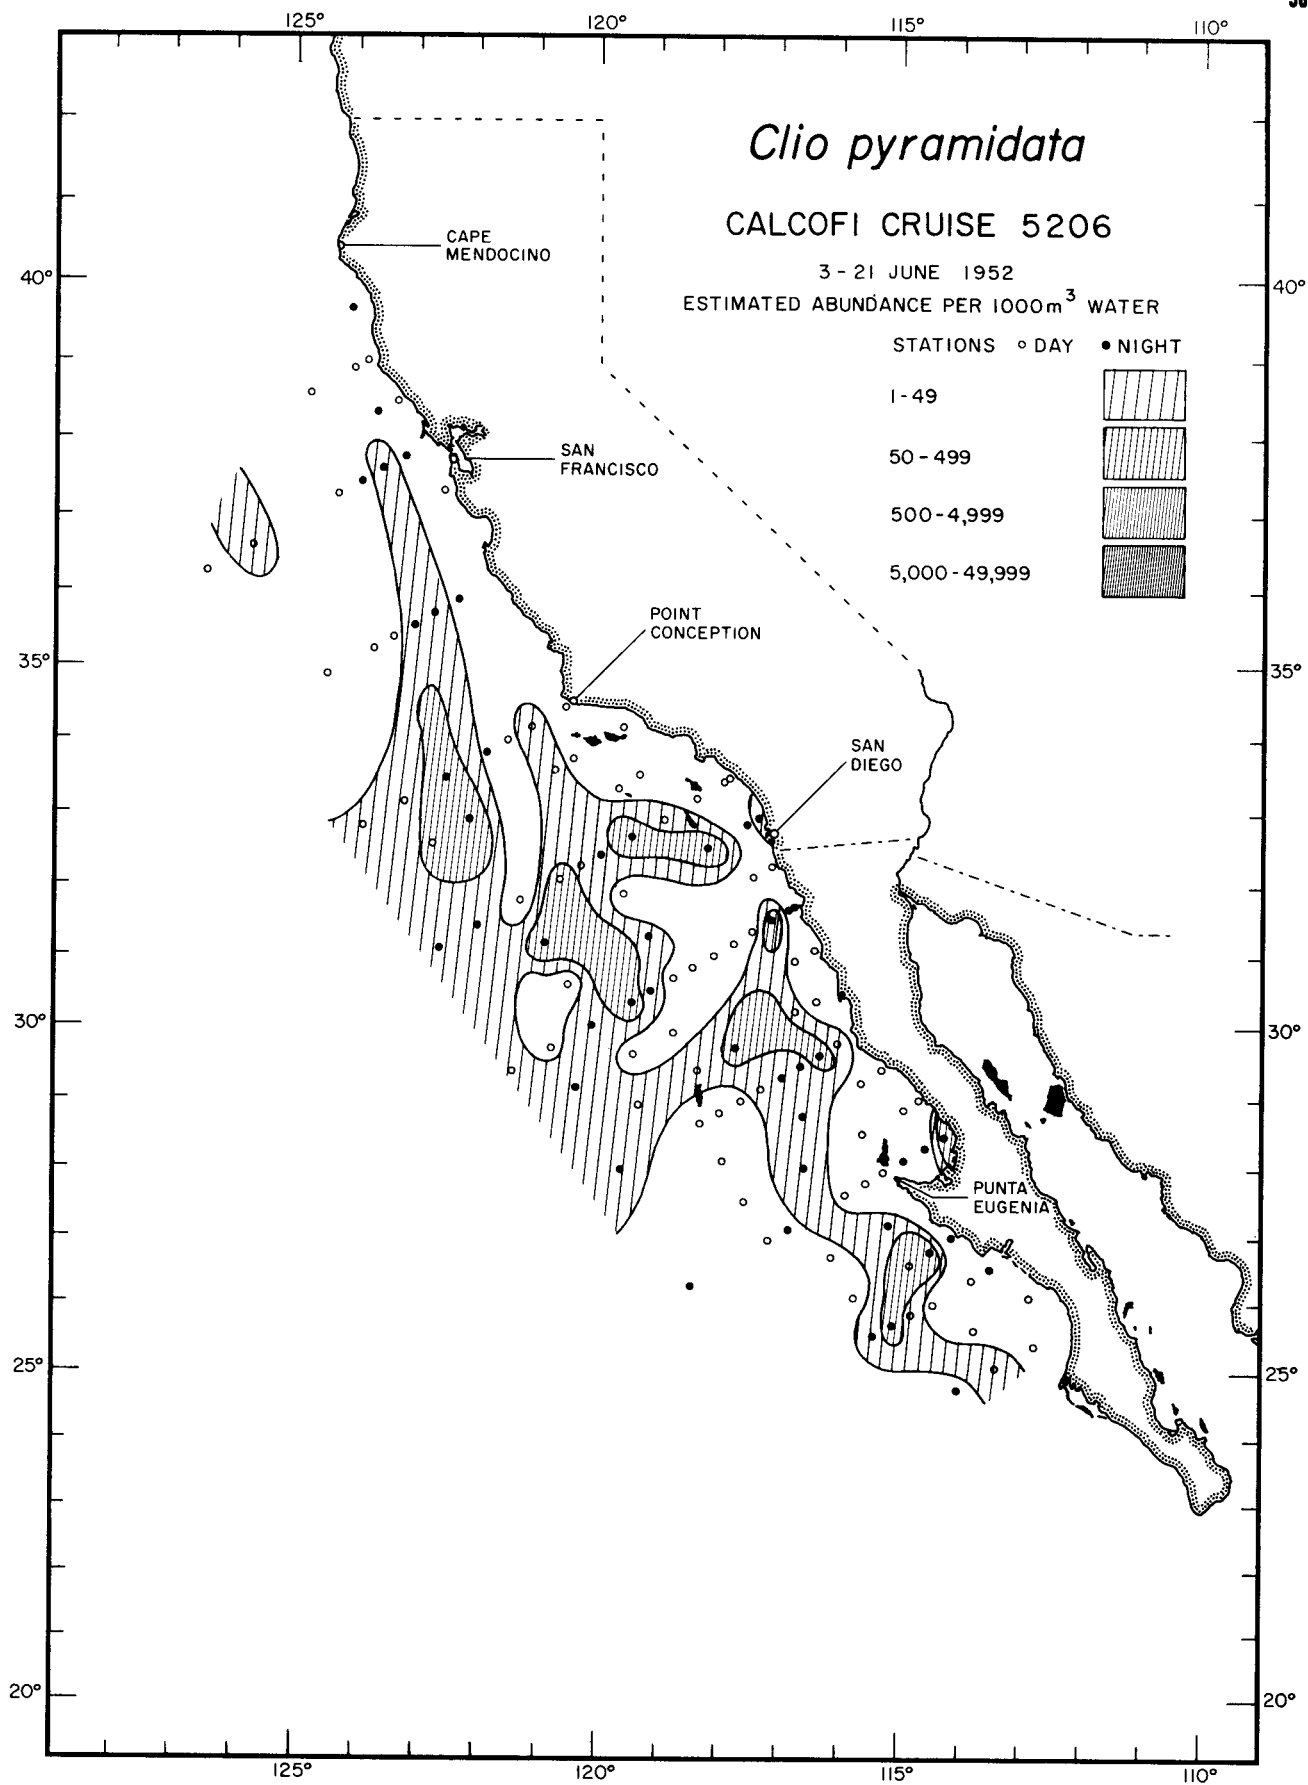 125° 120° 115° 110°
Clio pyramidata
CALCOFI CRUISE 5206
3-21 JUNE 1952
ESTIMATED ABUNDANCE PER 1000m³ WATER
STATIONS ○ DAY ● NIGHT
1-49
50-499
500-4,999
5,000-49,999
CAPE
MENDOCINO
40° 40°
SAN
FRANCISCO
POINT
CONCEPTION
35° 35°
SAN
DIEGO
30° 30°
PUNTA
EUGENIA
25° 25°
20° 20°
125° 120° 115° 110°